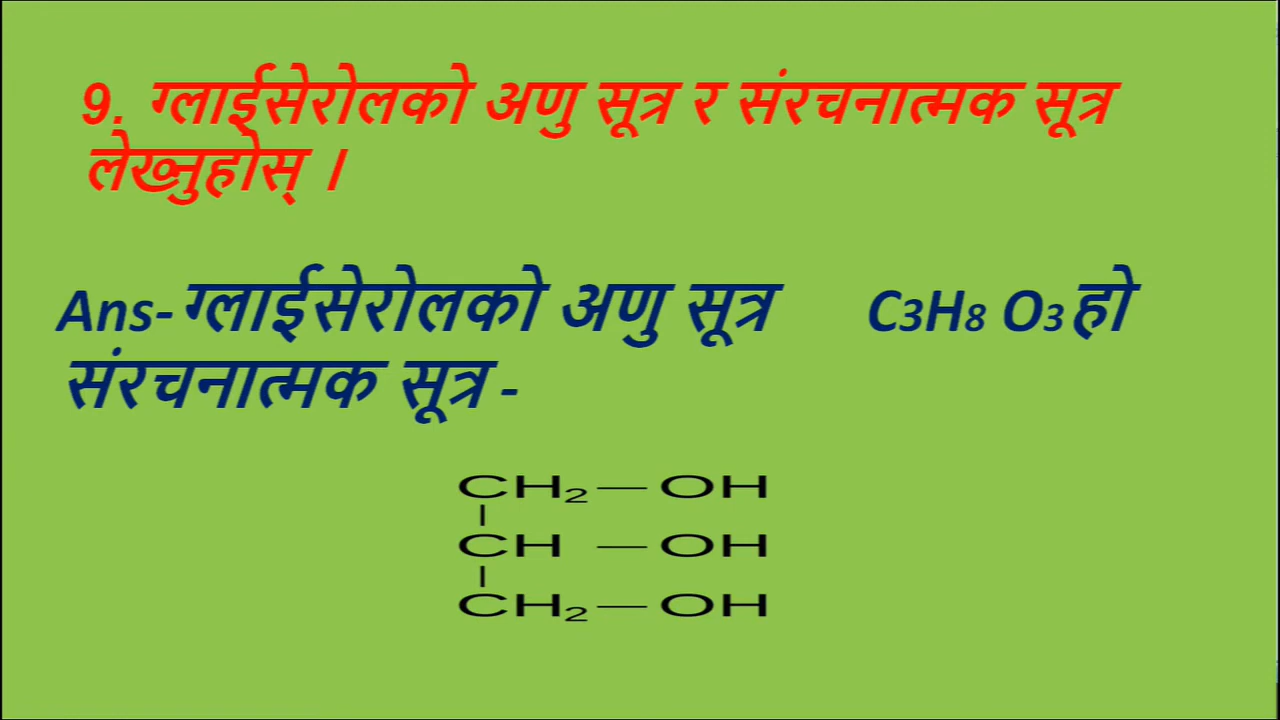 9. ग्लाईसेरोलको अणु सूत्र र संरचनात्मक सूत्र
लेख्नुहोस् ।
Ans-ग्लाईसेरोलको अणु सूत्र C3H8 O3 हो
संरचनात्मक सूत्र -
CH₂ — OH
|
CH — OH
|
CH₂ — OH